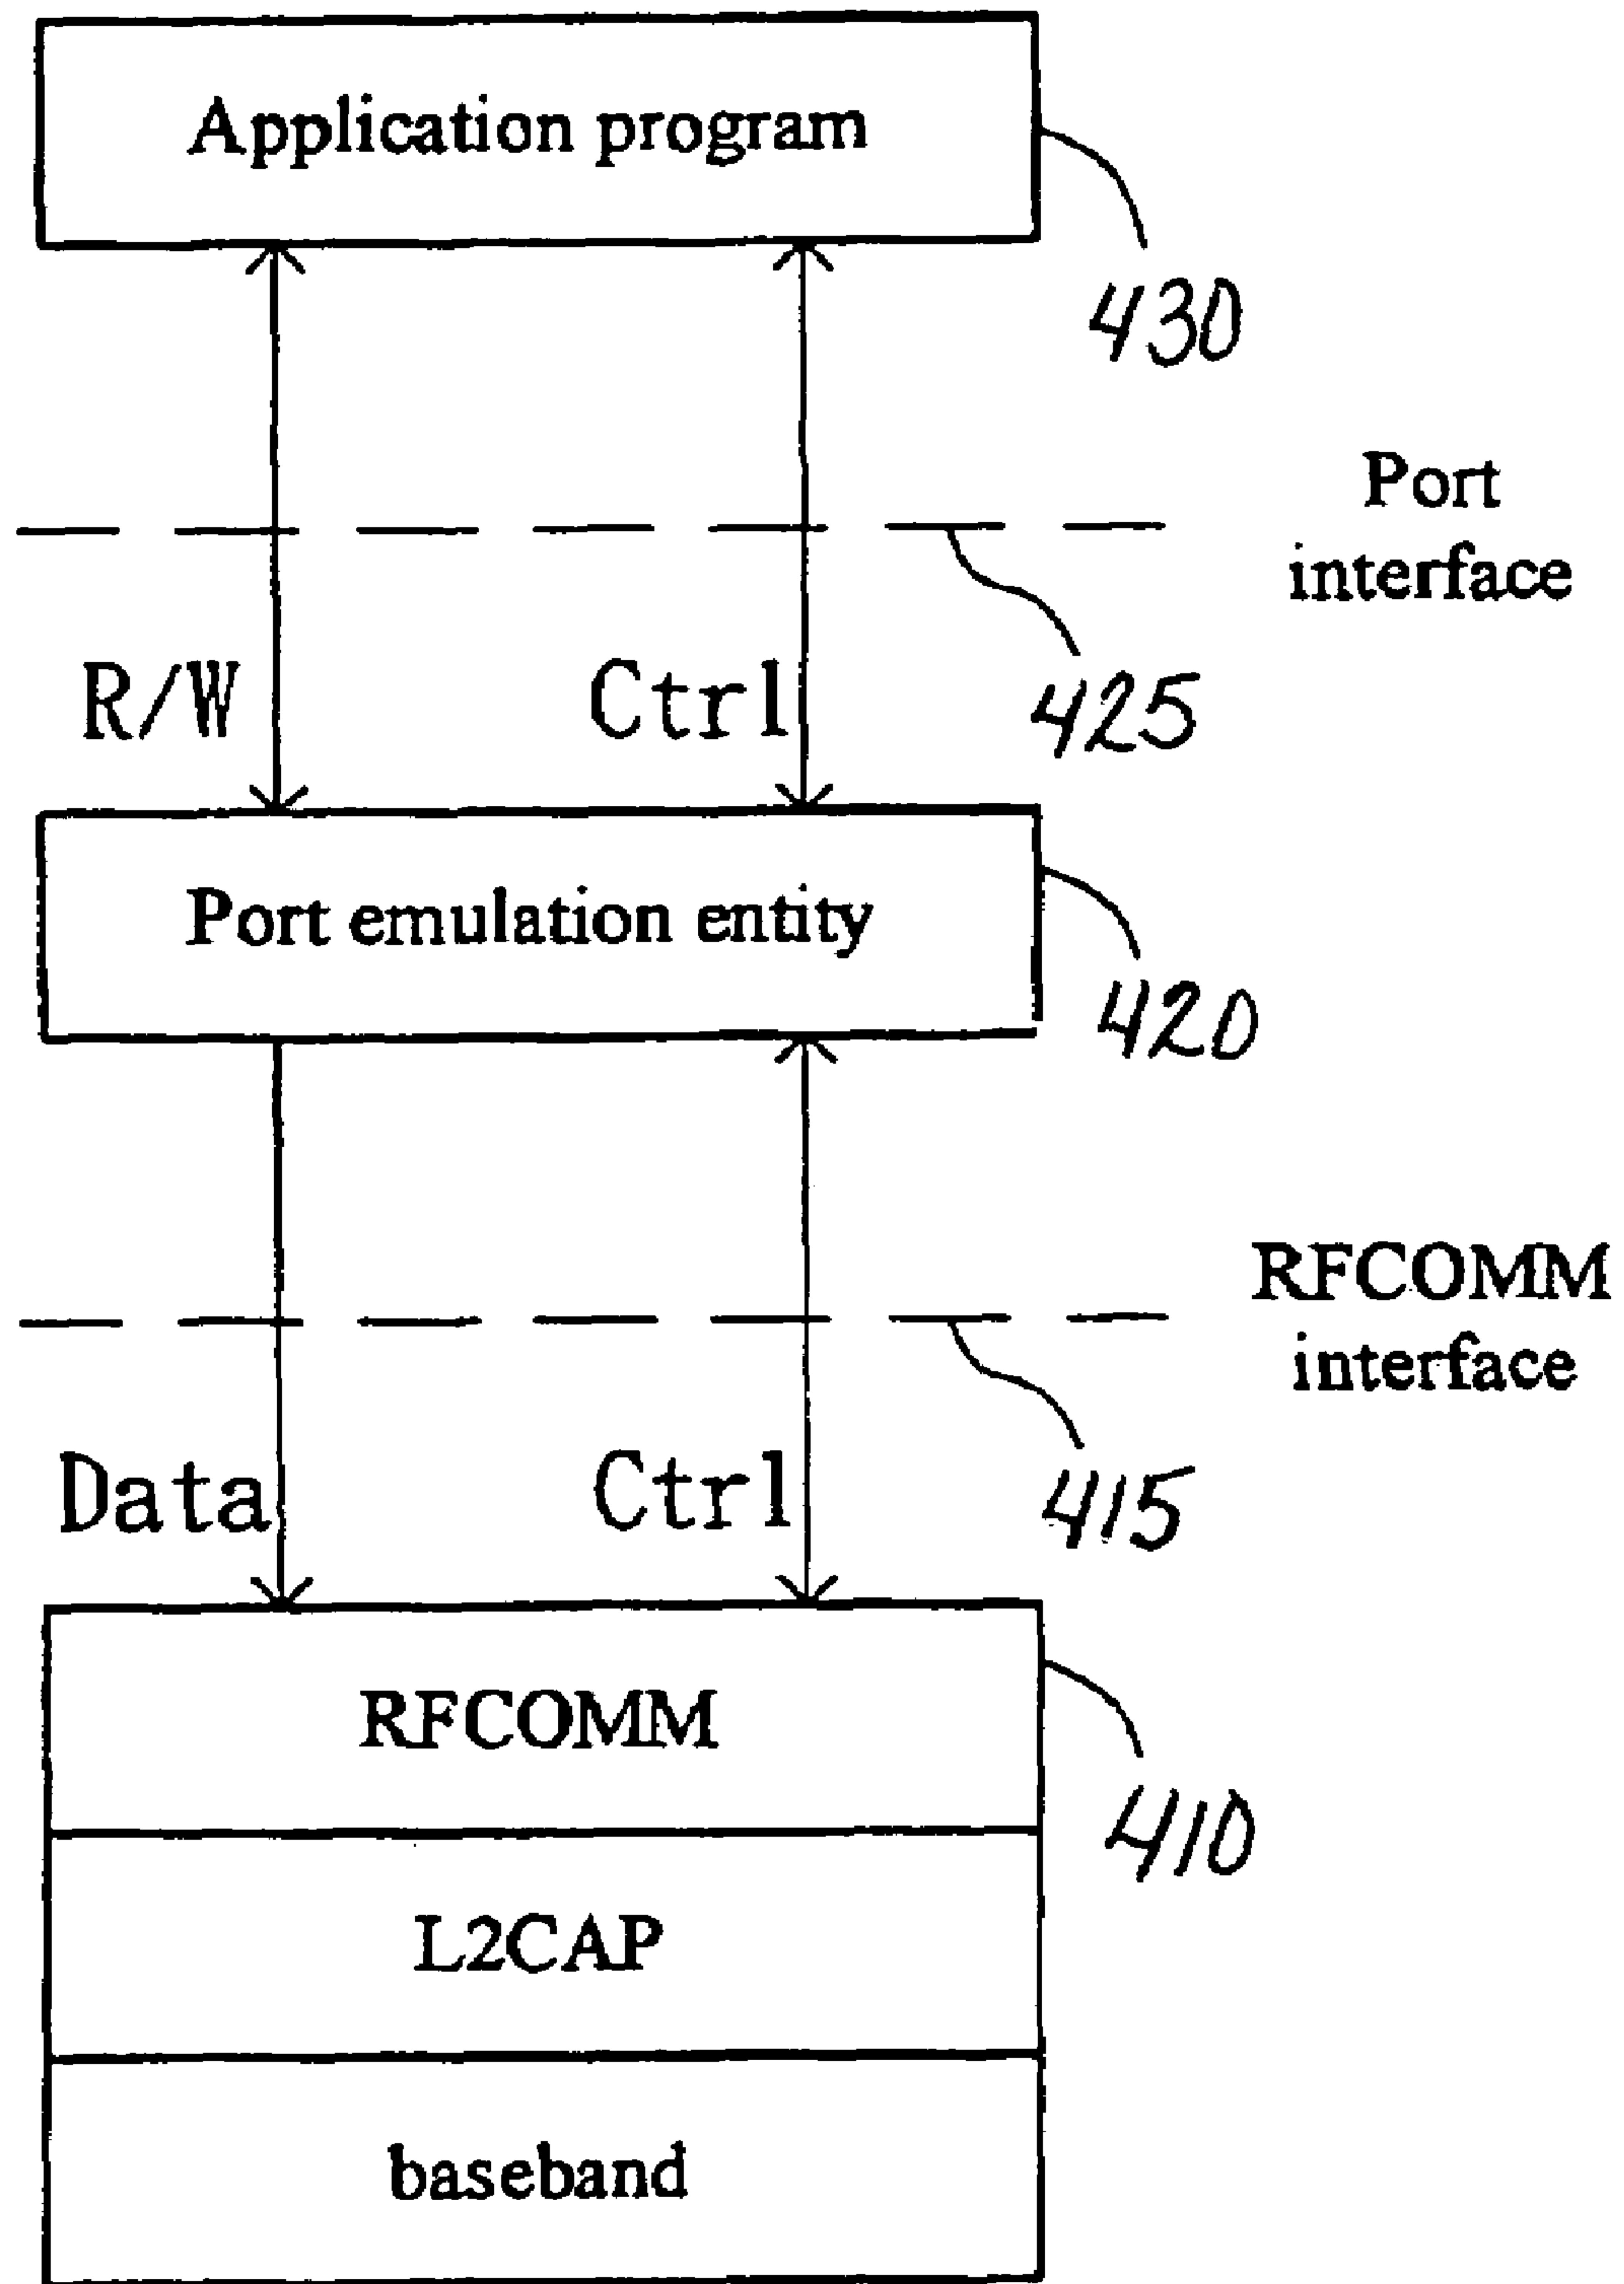 Application program
430
Port
interface
R/W
Ctrl
425
Port emulation entity
420
RFCOMM
interface
Data
Ctrl
415
RFCOMM
410
L2CAP
baseband